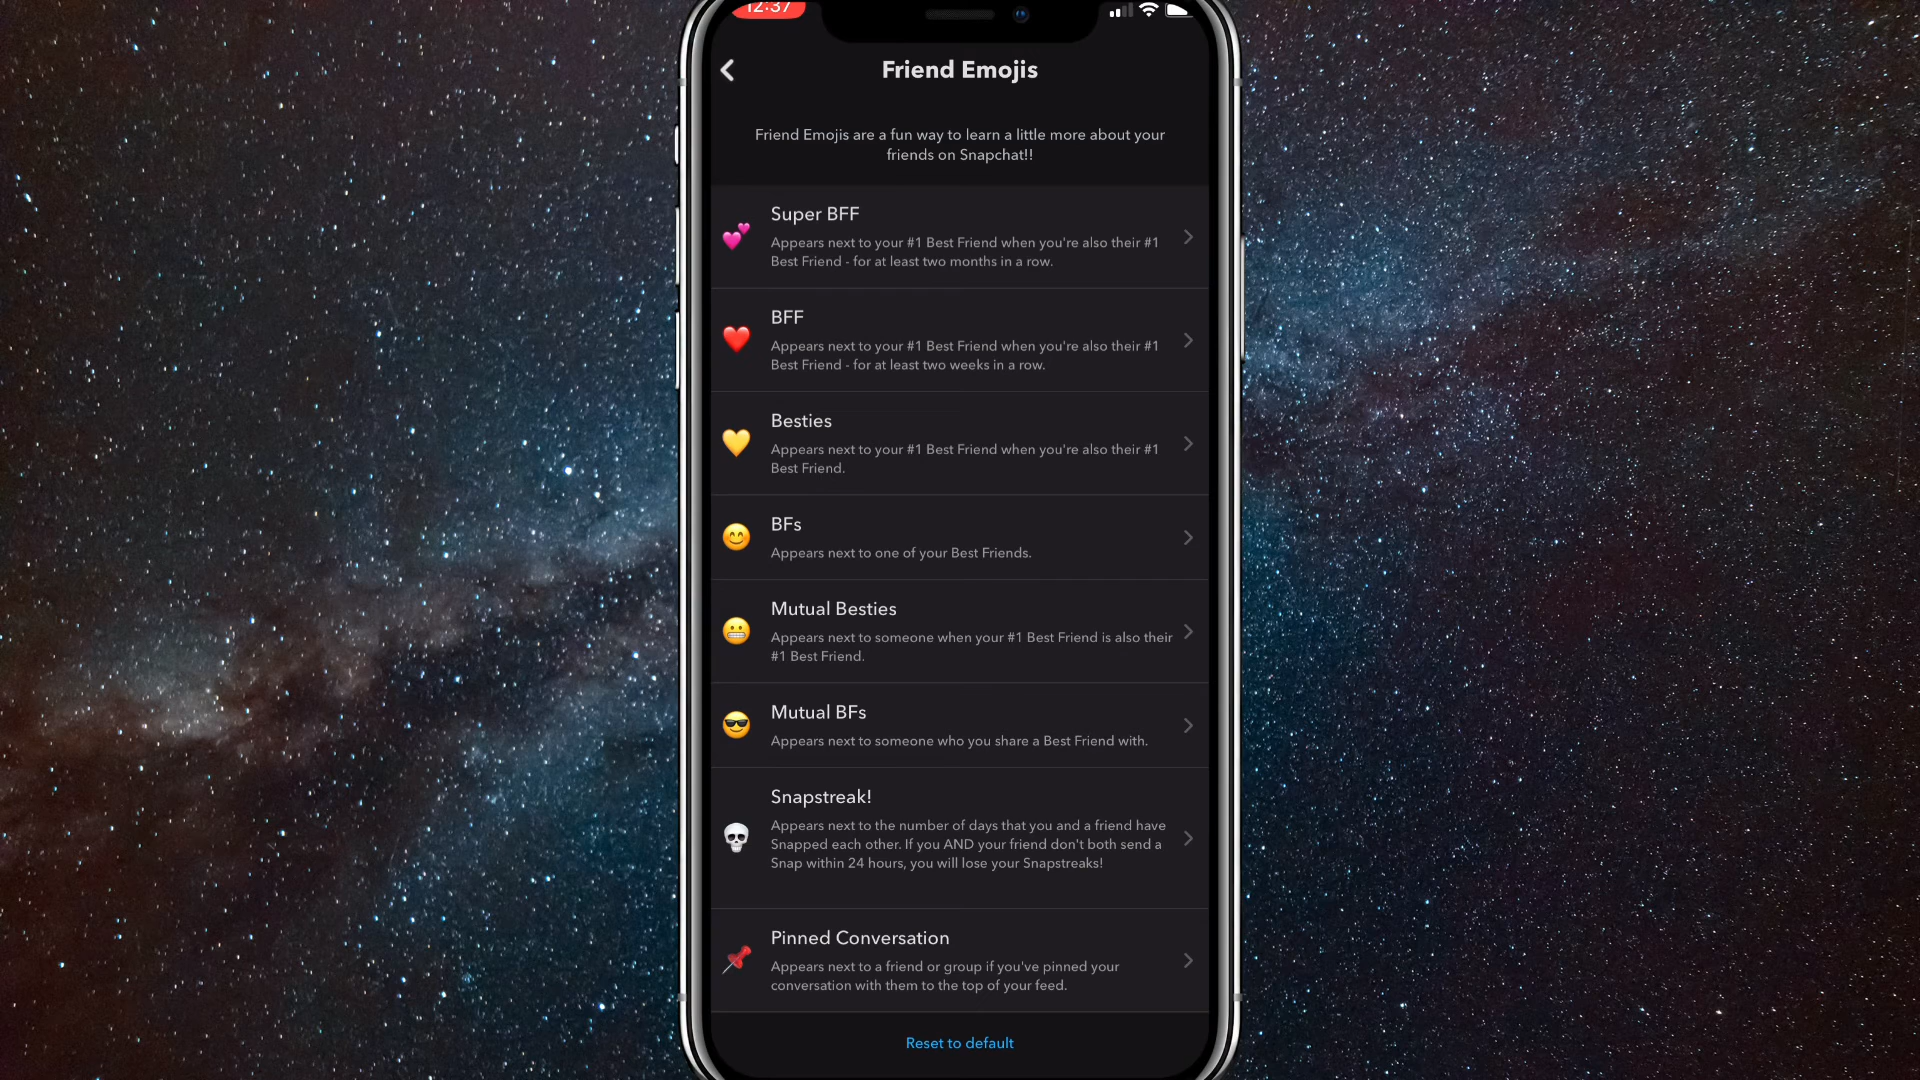 12:37
Friend Emojis
Friend Emojis are a fun way to learn a little more about your
friends on Snapchat!!
Super BFF
Appears next to your #1 Best Friend when you're also their #1
Best Friend - for at least two months in a row.
BFF
Appears next to your #1 Best Friend when you're also their #1
Best Friend - for at least two weeks in a row.
Besties
Appears next to your #1 Best Friend when you're also their #1
Best Friend.
BFs
Appears next to one of your Best Friends.
Mutual Besties
Appears next to someone when your #1 Best Friend is also their
#1 Best Friend.
Mutual BFs
Appears next to someone who you share a Best Friend with.
Snapstreak!
Appears next to the number of days that you and a friend have
Snapped each other. If you AND your friend don't both send a
Snap within 24 hours, you will lose your Snapstreaks!
Pinned Conversation
Appears next to a friend or group if you've pinned your
conversation with them to the top of your feed.
Reset to default